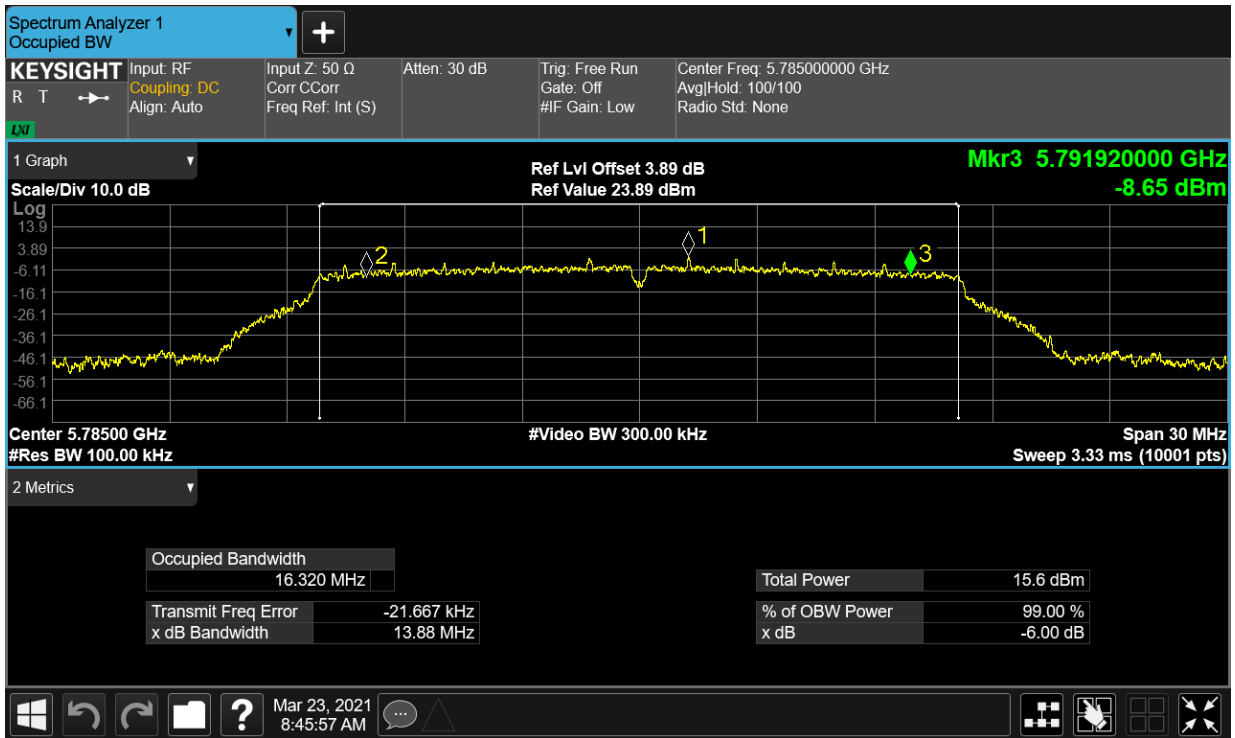 Spectrum Analyzer 1
Occupied BW
+
KEYSIGHT
R T
LXI
Input: RF
Coupling: DC
Align: Auto
Input Z: 50 Ω
Corr CCorr
Freq Ref: Int (S)
Atten: 30 dB
Trig: Free Run
Gate: Off
#IF Gain: Low
Center Freq: 5.785000000 GHz
Avg|Hold: 100/100
Radio Std: None
1 Graph
Scale/Div 10.0 dB
Ref Lvl Offset 3.89 dB
Ref Value 23.89 dBm
Mkr3 5.791920000 GHz
-8.65 dBm
Log
13.9
3.89
-6.11
-16.1
-26.1
-36.1
-46.1
-56.1
-66.1
2
1
3
Center 5.78500 GHz
#Video BW 300.00 kHz
Span 30 MHz
#Res BW 100.00 kHz
Sweep 3.33 ms (10001 pts)
2 Metrics
Occupied Bandwidth
16.320 MHz
Transmit Freq Error -21.667 kHz
x dB Bandwidth 13.88 MHz
Total Power 15.6 dBm
% of OBW Power 99.00 %
x dB -6.00 dB
?
Mar 23, 2021
8:45:57 AM